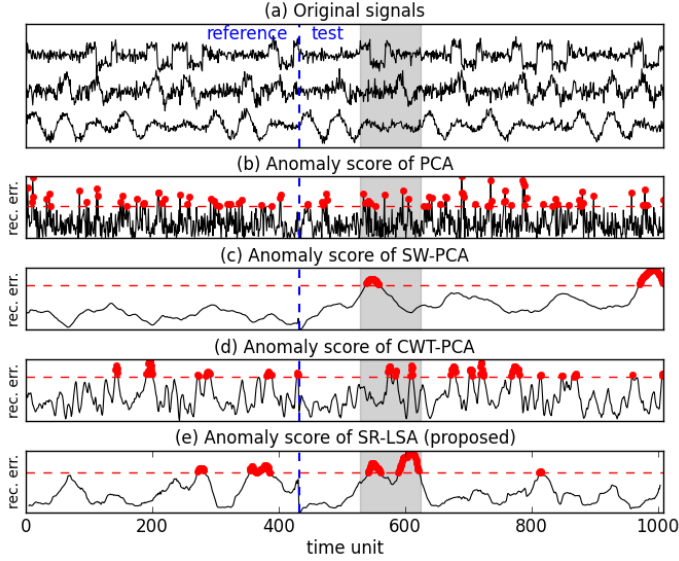 (a) Original signals
reference test
(b) Anomaly score of PCA
rec. err.
(c) Anomaly score of SW-PCA
rec. err.
(d) Anomaly score of CWT-PCA
rec. err.
(e) Anomaly score of SR-LSA (proposed)
rec. err.
0 200 400 600 800 1000
time unit